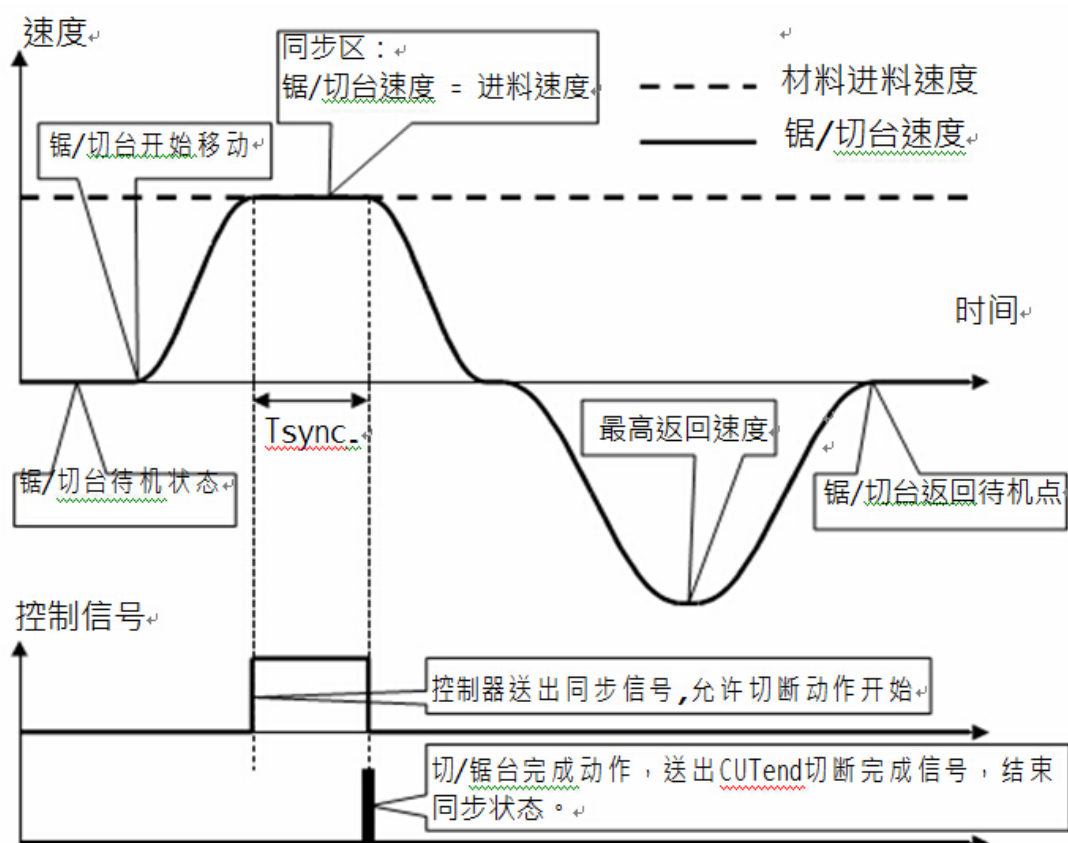 速度
同步区：
锯/切台速度 = 进料速度
材料进料速度
锯/切台速度
锯/切台开始移动
时间
Tsync.
最高返回速度
锯/切台待机状态
锯/切台返回待机点
控制信号
控制器送出同步信号,允许切断动作开始
切/锯台完成动作，送出CUTend切断完成信号，结束
同步状态。